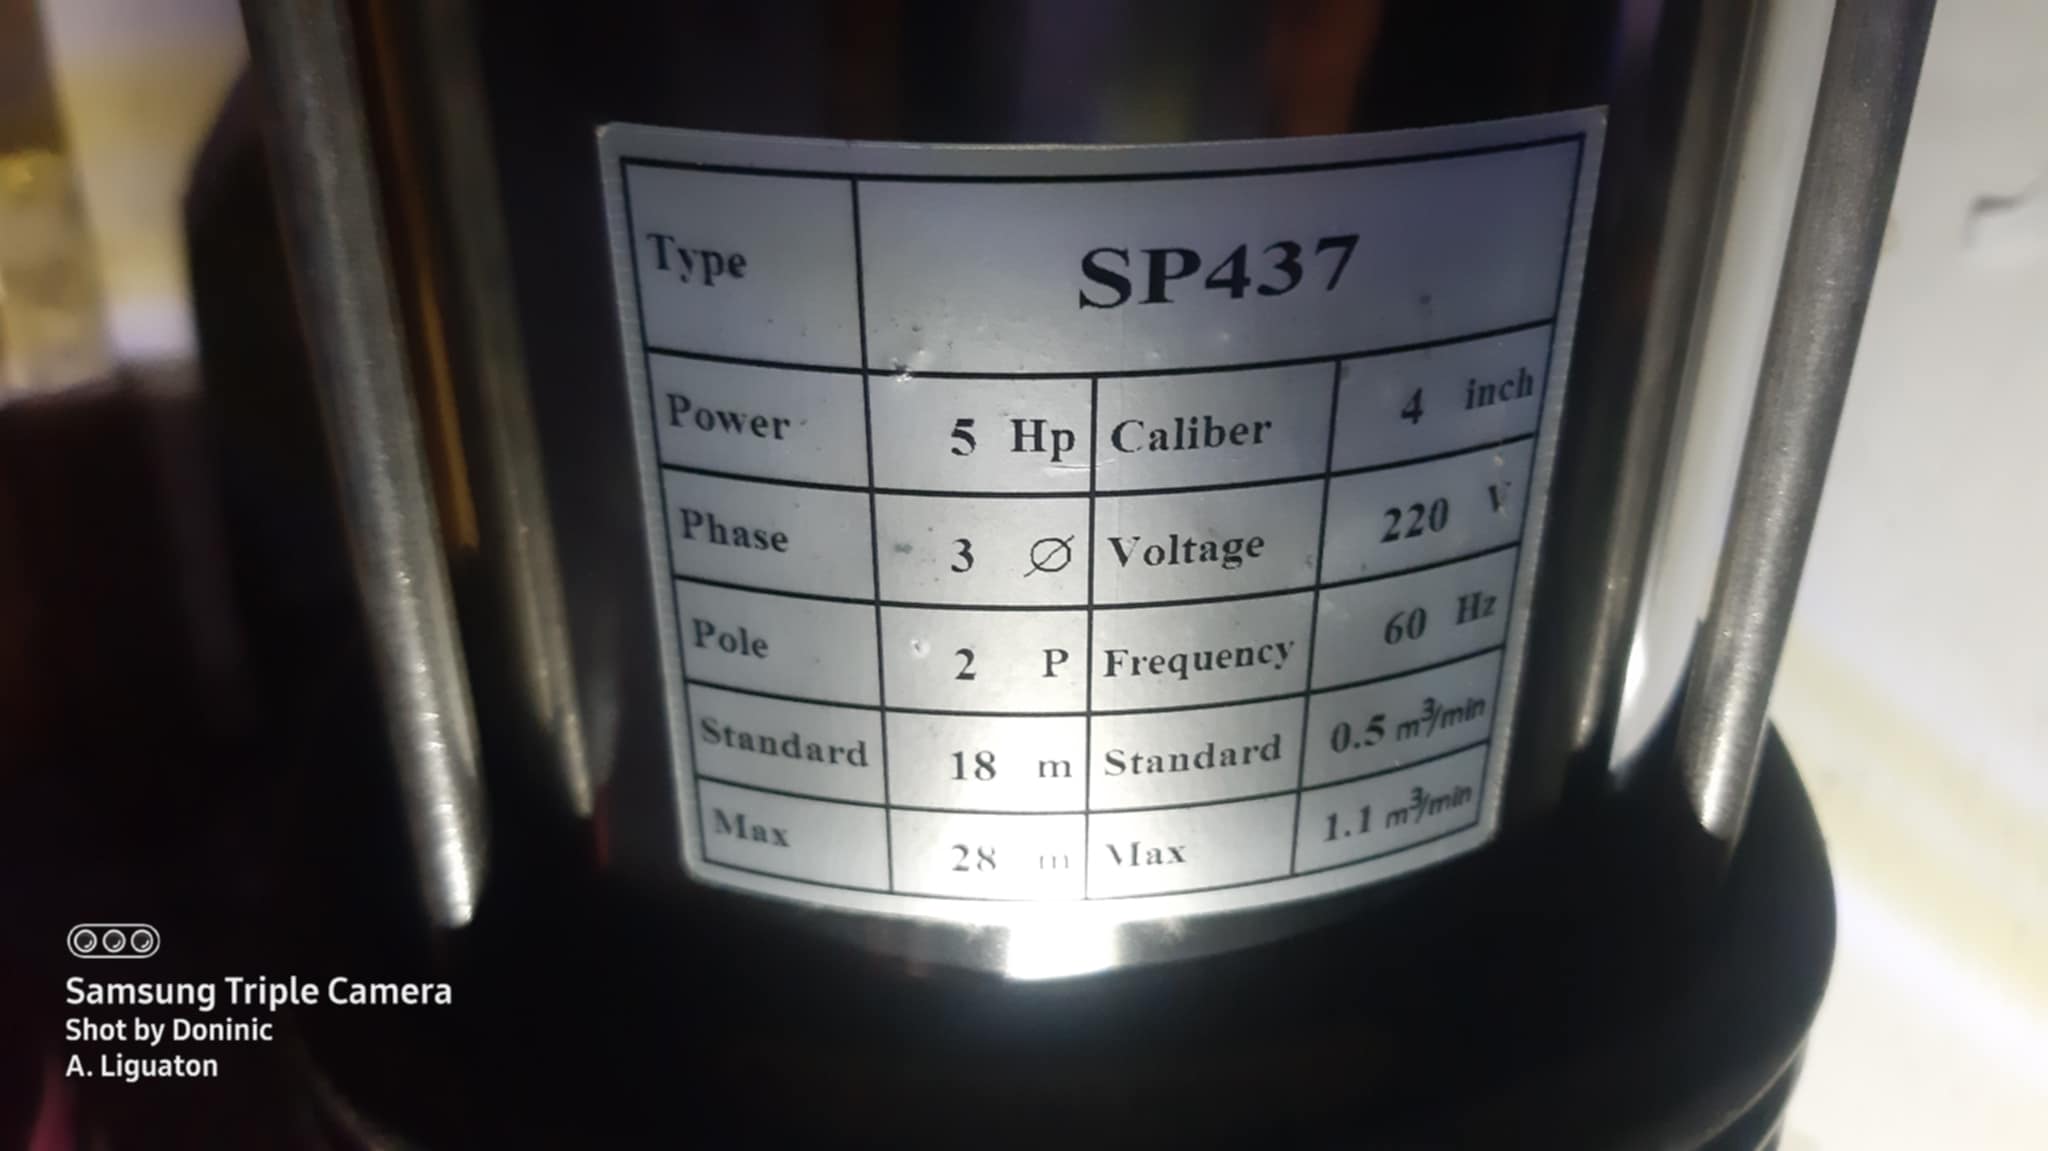 Type SP437
Power 5 Hp Caliber 4 inch
Phase 3 Ø Voltage 220 V
Pole 2 P Frequency 60 Hz
Standard 18 m Standard 0.5 m³/min
Max 28 m Max 1.1 m³/min
Samsung Triple Camera
Shot by Doninic
A. Liguaton